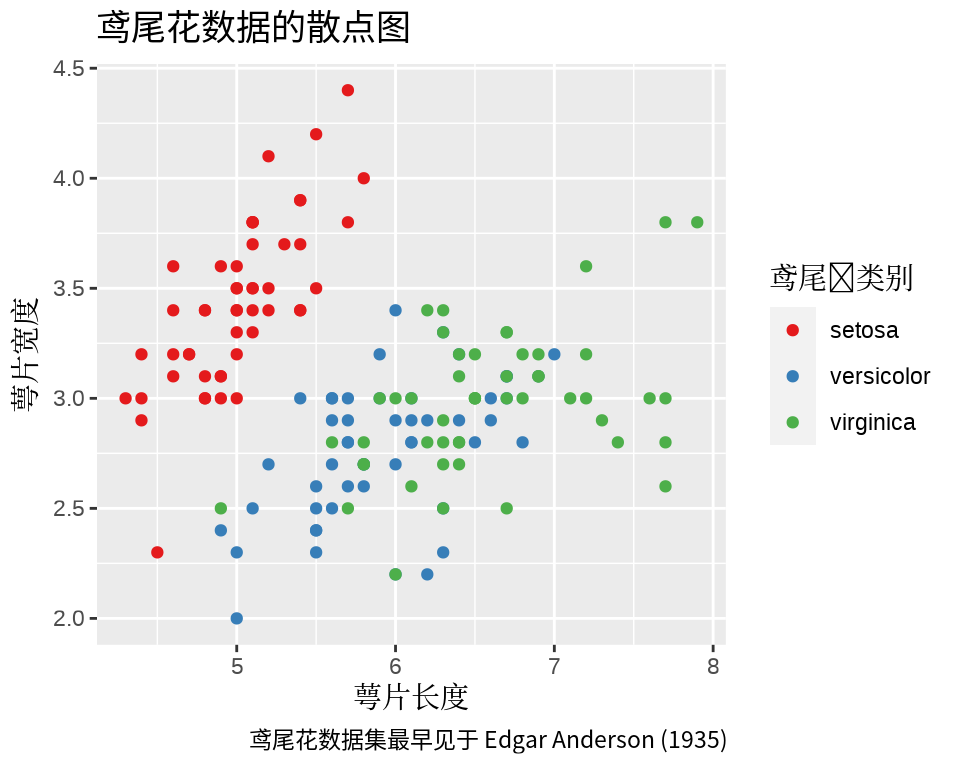 鸢尾花数据的散点图
4.5
4.0
3.5
3.0
2.5
2.0
萼片宽度
5 6 7 8
萼片长度
鸢尾花数据集最早见于 Edgar Anderson (1935)
鸢尾类别
setosa
versicolor
virginica